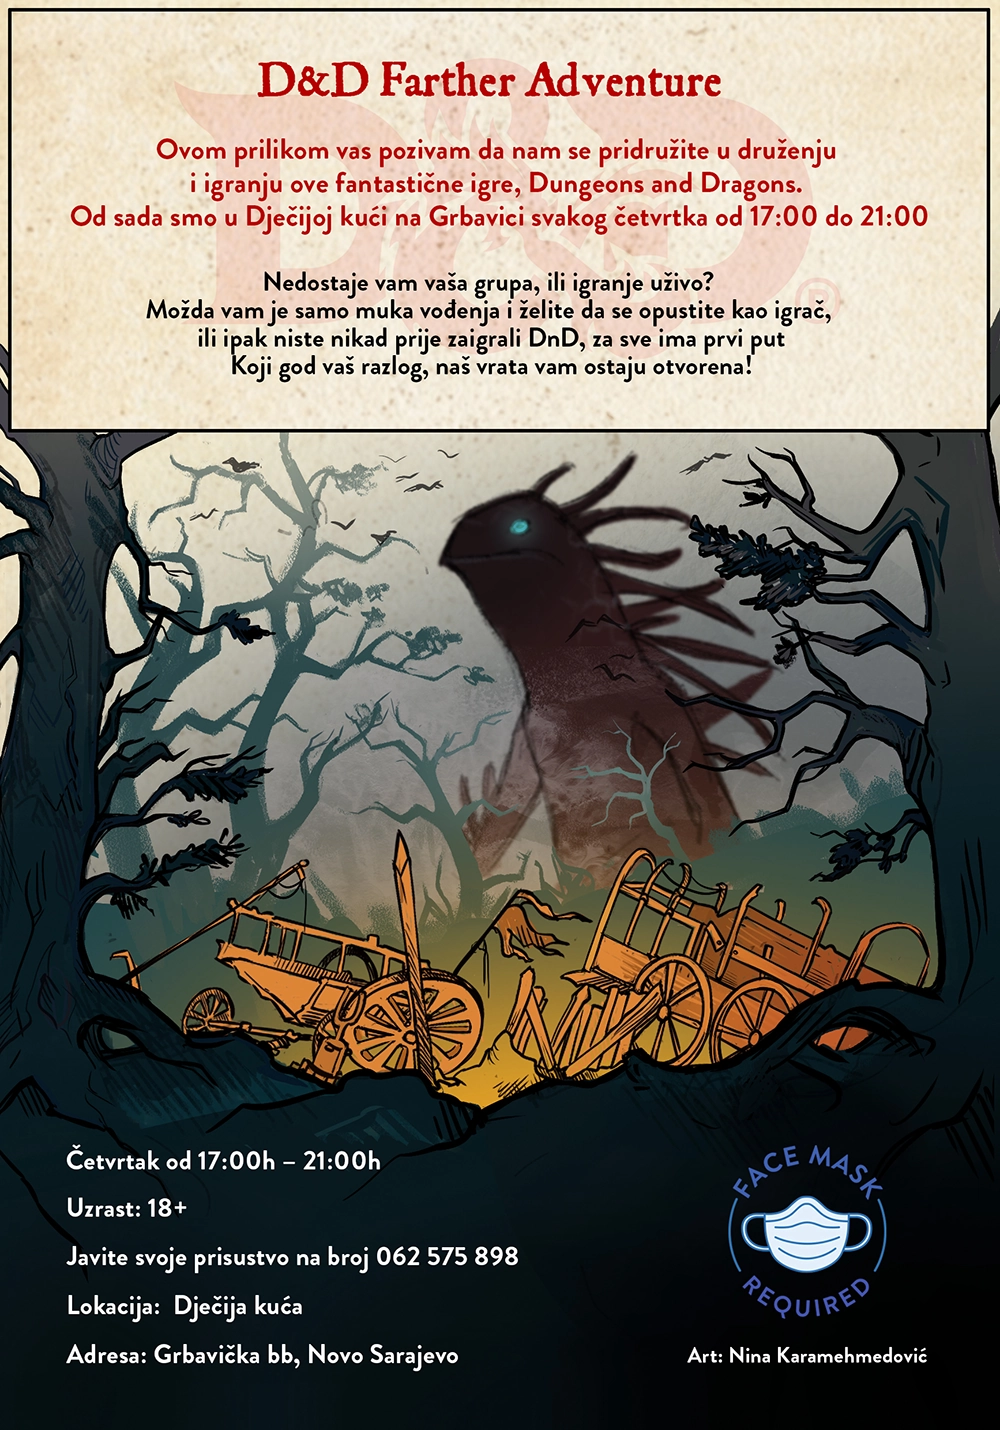 D&D Farther Adventure
Ovom prilikom vas pozivam da nam se pridružite u druženju
i igranju ove fantastične igre, Dungeons and Dragons.
Od sada smo u Dječijoj kući na Grbavici svakog četvrtka od 17:00 do 21:00
Nedostaje vam vaša grupa, ili igranje uživo?
Možda vam je samo muka vođenja i želite da se opustite kao igrač,
ili ipak niste nikad prije zaigrali DnD, za sve ima prvi put
Koji god vaš razlog, naš vrata vam ostaju otvorena!
®
Četvrtak od 17:00h – 21:00h
Uzrast: 18+
Javite svoje prisustvo na broj 062 575 898
Lokacija: Dječija kuća
Adresa: Grbavička bb, Novo Sarajevo
FACE MASK
REQUIRED
Art: Nina Karamehmedović